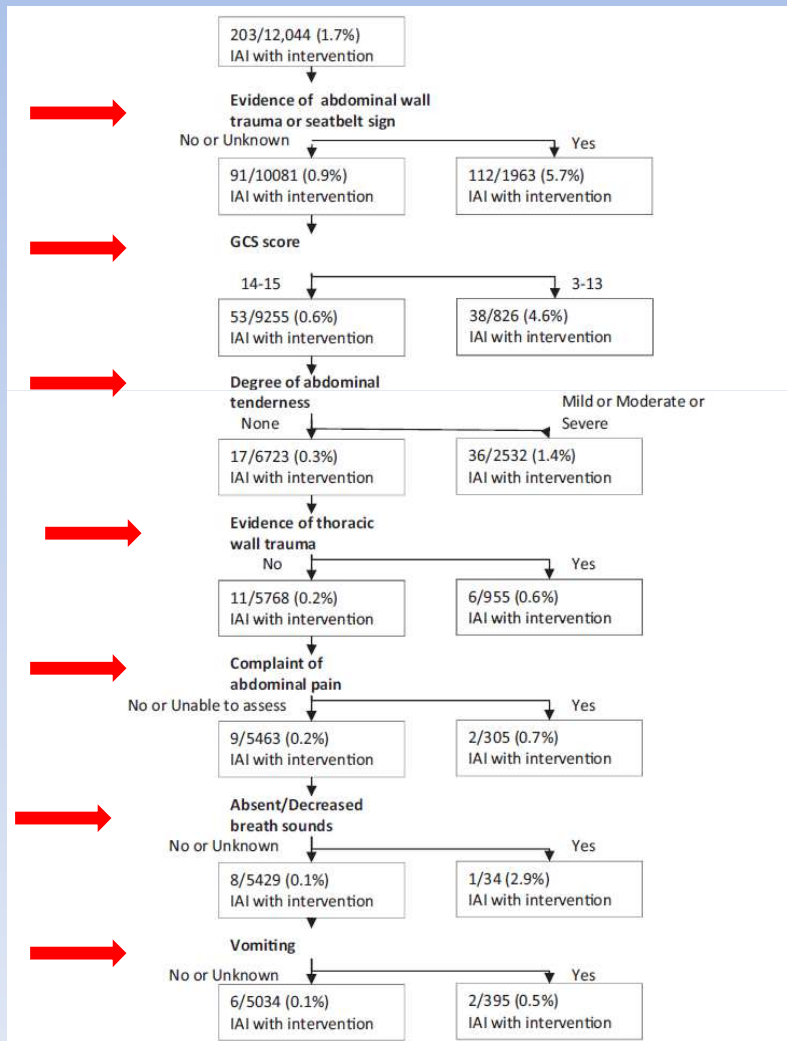 203/12,044 (1.7%)
IAI with intervention
Evidence of abdominal wall
trauma or seatbelt sign
No or Unknown
Yes
91/10081 (0.9%)
IAI with intervention
112/1963 (5.7%)
IAI with intervention
GCS score
14-15
3-13
53/9255 (0.6%)
IAI with intervention
38/826 (4.6%)
IAI with intervention
Degree of abdominal
tenderness
None
Mild or Moderate or
Severe
17/6723 (0.3%)
IAI with intervention
36/2532 (1.4%)
IAI with intervention
Evidence of thoracic
wall trauma
No
Yes
11/5768 (0.2%)
IAI with intervention
6/955 (0.6%)
IAI with intervention
Complaint of
abdominal pain
No or Unable to assess
Yes
9/5463 (0.2%)
IAI with intervention
2/305 (0.7%)
IAI with intervention
Absent/Decreased
breath sounds
No or Unknown
Yes
8/5429 (0.1%)
IAI with intervention
1/34 (2.9%)
IAI with intervention
Vomiting
No or Unknown
Yes
6/5034 (0.1%)
IAI with intervention
2/395 (0.5%)
IAI with intervention